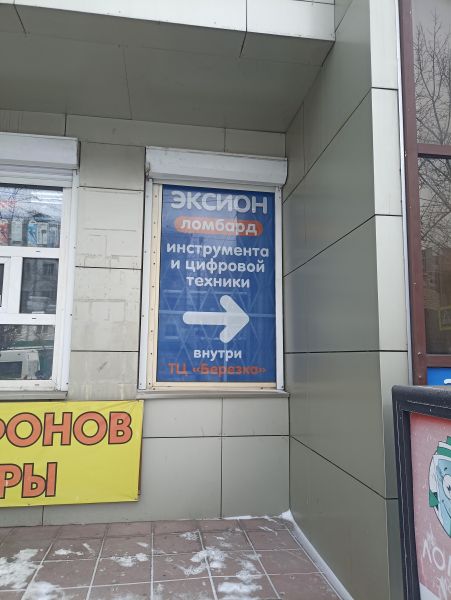 ЭКСИОН
ломбард
инструмента
и цифровой
техники
внутри
ТЦ «Березка»
ФОНОВ
РЫ